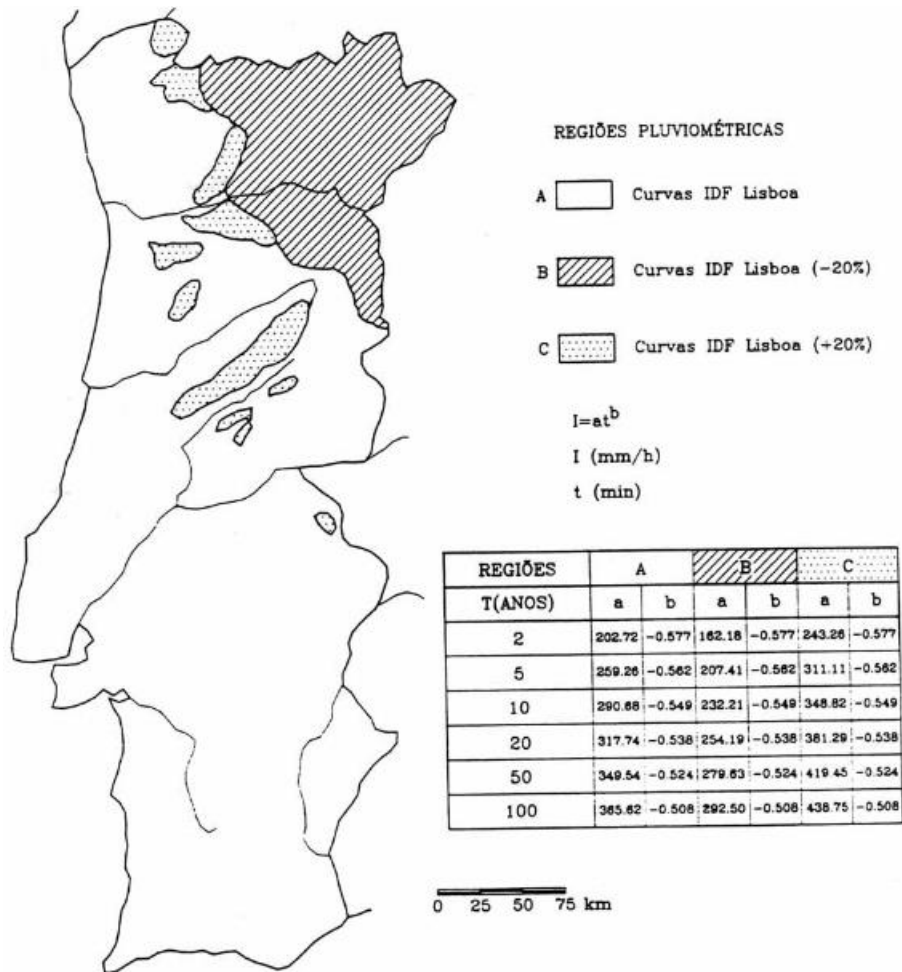 REGIÕES PLUVIOMÉTRICAS
A Curvas IDF Lisboa
B Curvas IDF Lisboa (-20%)
C Curvas IDF Lisboa (+20%)
I=at^b
I (mm/h)
t (min)
REGIÕES A B C
T(ANOS) a b a b a b
2 202.72 -0.577 162.18 -0.577 243.26 -0.577
5 259.26 -0.562 207.41 -0.562 311.11 -0.562
10 290.68 -0.549 232.21 -0.549 348.82 -0.549
20 317.74 -0.538 254.19 -0.538 381.29 -0.538
50 349.54 -0.524 279.63 -0.524 419.45 -0.524
100 365.62 -0.508 292.50 -0.508 438.75 -0.508
0 25 50 75 km